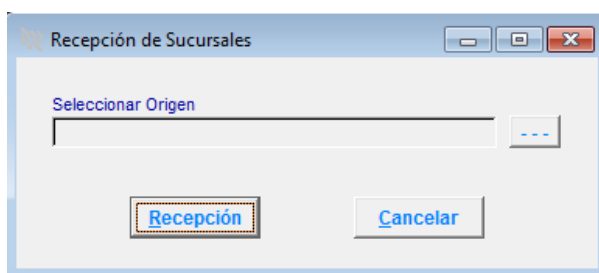 Recepción de Sucursales
Seleccionar Origen
- - -
Recepción
Cancelar